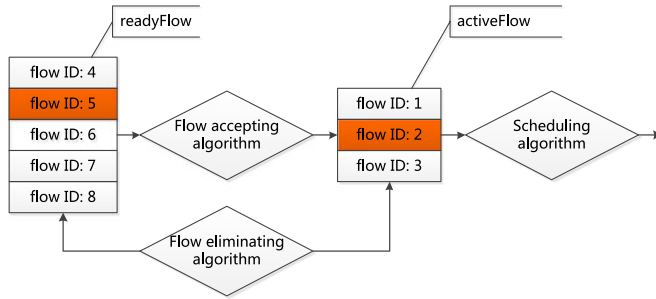 readyFlow
activeFlow
flow ID: 4
flow ID: 5
flow ID: 6
flow ID: 7
flow ID: 8
Flow accepting
algorithm
flow ID: 1
flow ID: 2
flow ID: 3
Scheduling
algorithm
Flow eliminating
algorithm